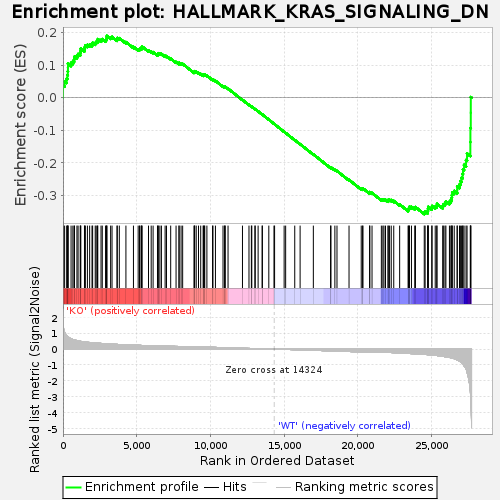 Enrichment plot: HALLMARK_KRAS_SIGNALING_DN
Enrichment score (ES)
0.2
0.1
0.0
-0.1
-0.2
-0.3
Ranked list metric (Signal2Noise)
'KO' (positively correlated)
2
1
0
-1
-2
-3
-4
-5
Zero cross at 14324
'WT' (negatively correlated)
0
5,000
10,000
15,000
20,000
25,000
Rank in Ordered Dataset
Enrichment profile
Hits
Ranking metric scores